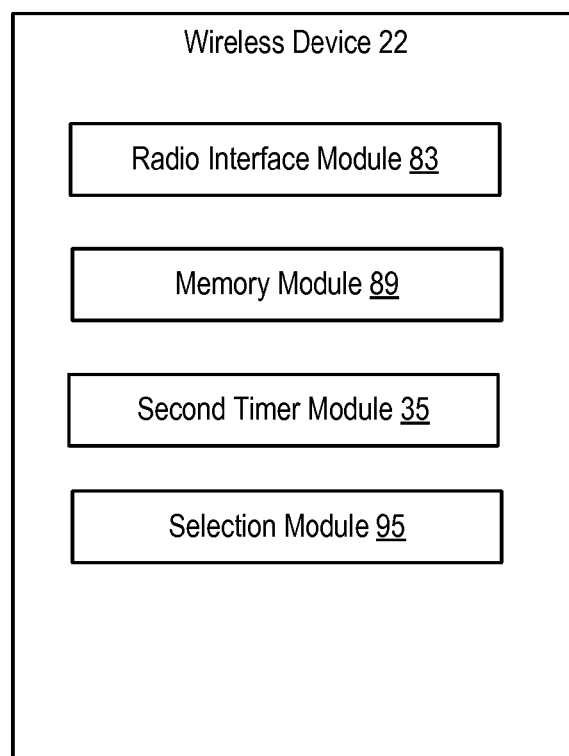 Wireless Device 22
Radio Interface Module 83
Memory Module 89
Second Timer Module 35
Selection Module 95